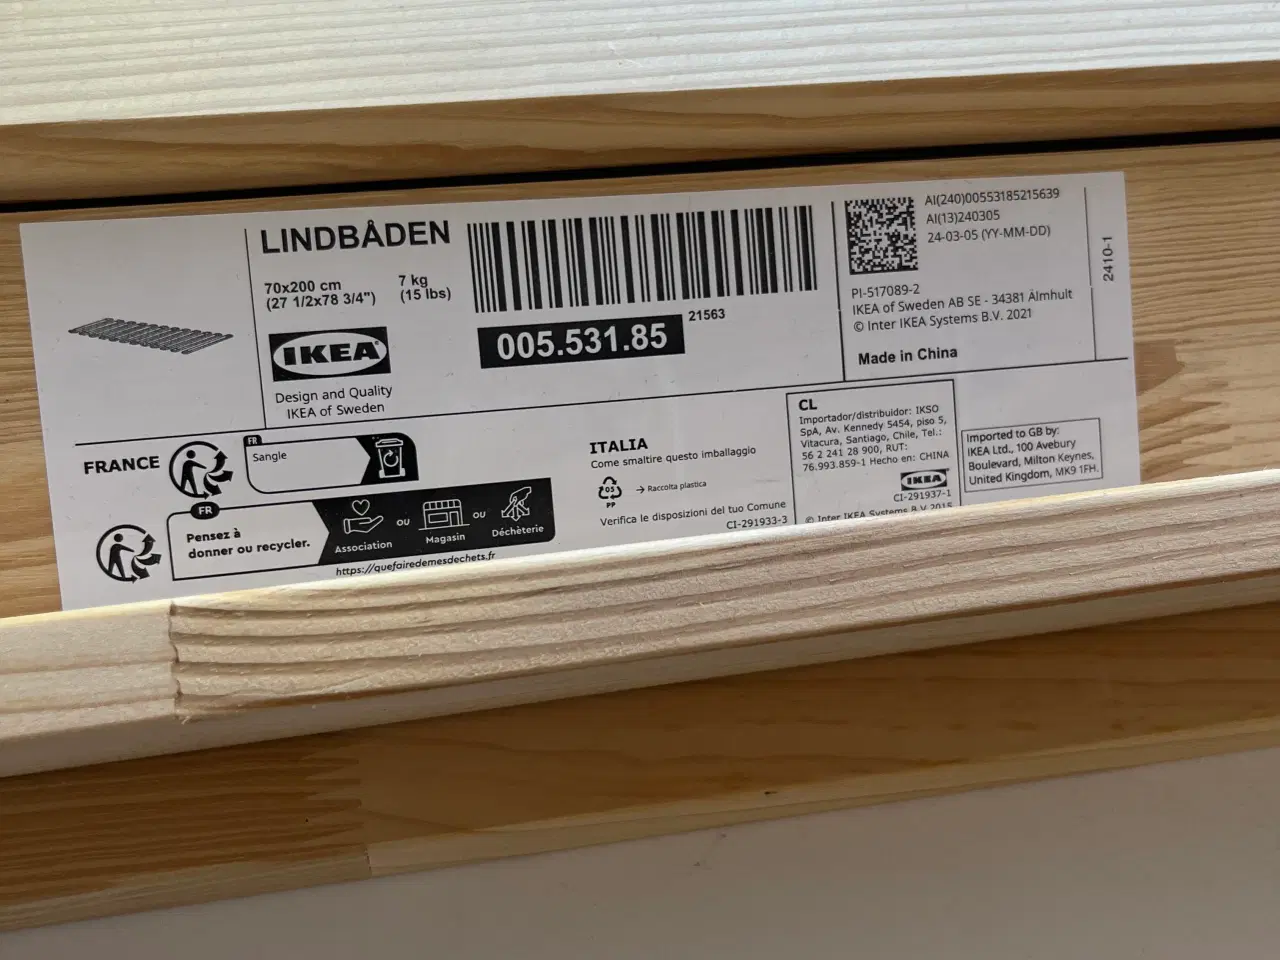 LINDBÅDEN
70x200 cm
(27 1/2x78 3/4")
7 kg
(15 lbs)
IKEA
Design and Quality
IKEA of Sweden
005.531.85
21563
AI(240)00553185215639
AI(13)240305
24-03-05 (YY-MM-DD)
PI-517089-2
IKEA of Sweden AB SE - 34381 Älmhult
© Inter IKEA Systems B.V. 2021
Made in China
2410-1
FRANCE
FR
Sangle
FR
Pensez à
donner ou recycler.
Association
ou
Magasin
ou
Déchèterie
https://quefairedemesdechets.fr
ITALIA
Come smaltire questo imballaggio
05
PP
→ Raccolta plastica
Verifica le disposizioni del tuo Comune
CI-291933-3
CL
Importador/distribuidor: IKSO
SpA, Av. Kennedy 5454, piso 5,
Vitacura, Santiago, Chile, Tel.:
56 2 241 28 900, RUT:
76.993.859-1 Hecho en: CHINA
IKEA
CI-291937-1
© Inter IKEA Systems B.V. 2015
Imported to GB by:
IKEA Ltd., 100 Avebury
Boulevard, Milton Keynes,
United Kingdom, MK9 1FH.